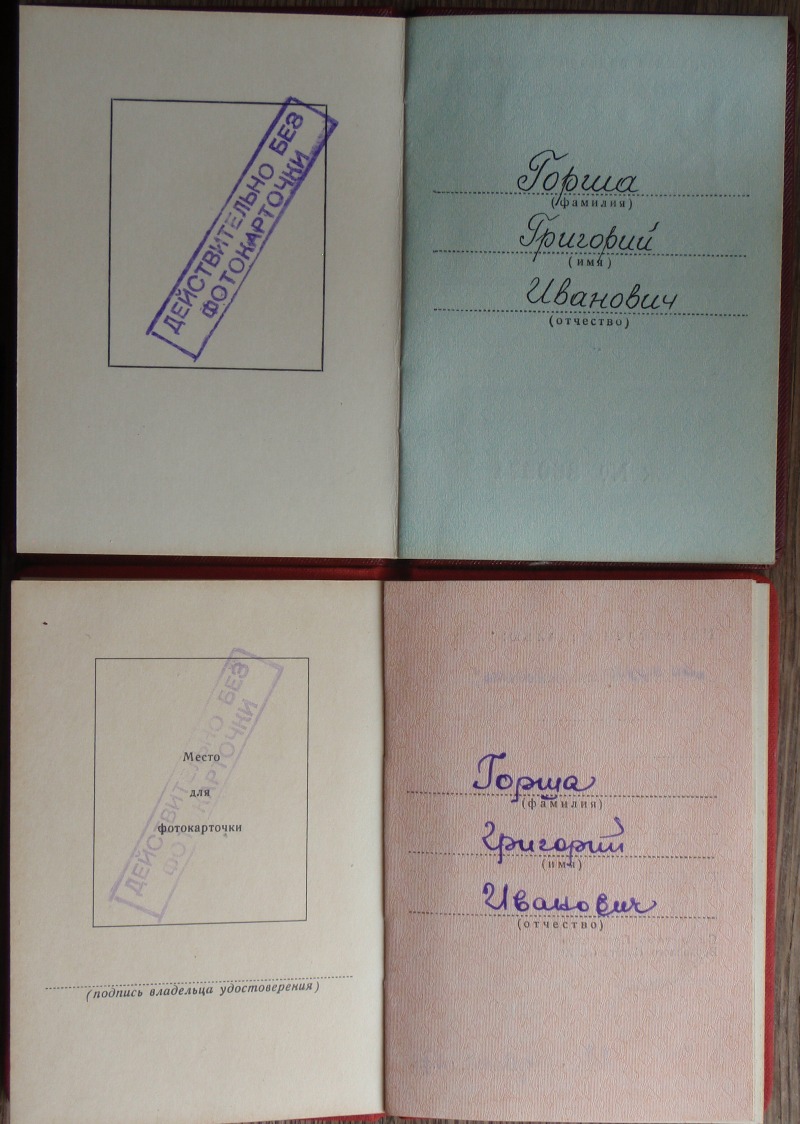 ДЕЙСТВИТЕЛЬНО БЕЗ
ФОТОКАРТОЧКИ
Горша
(фамилия)
Григорий
(имя)
Иванович
(отчество)
ДЕЙСТВИТЕЛЬНО БЕЗ
ФОТОКАРТОЧКИ
Место
для
фотокарточки
(подпись владельца удостоверения)
Горша
(фамилия)
Григорий
(имя)
Иванович
(отчество)